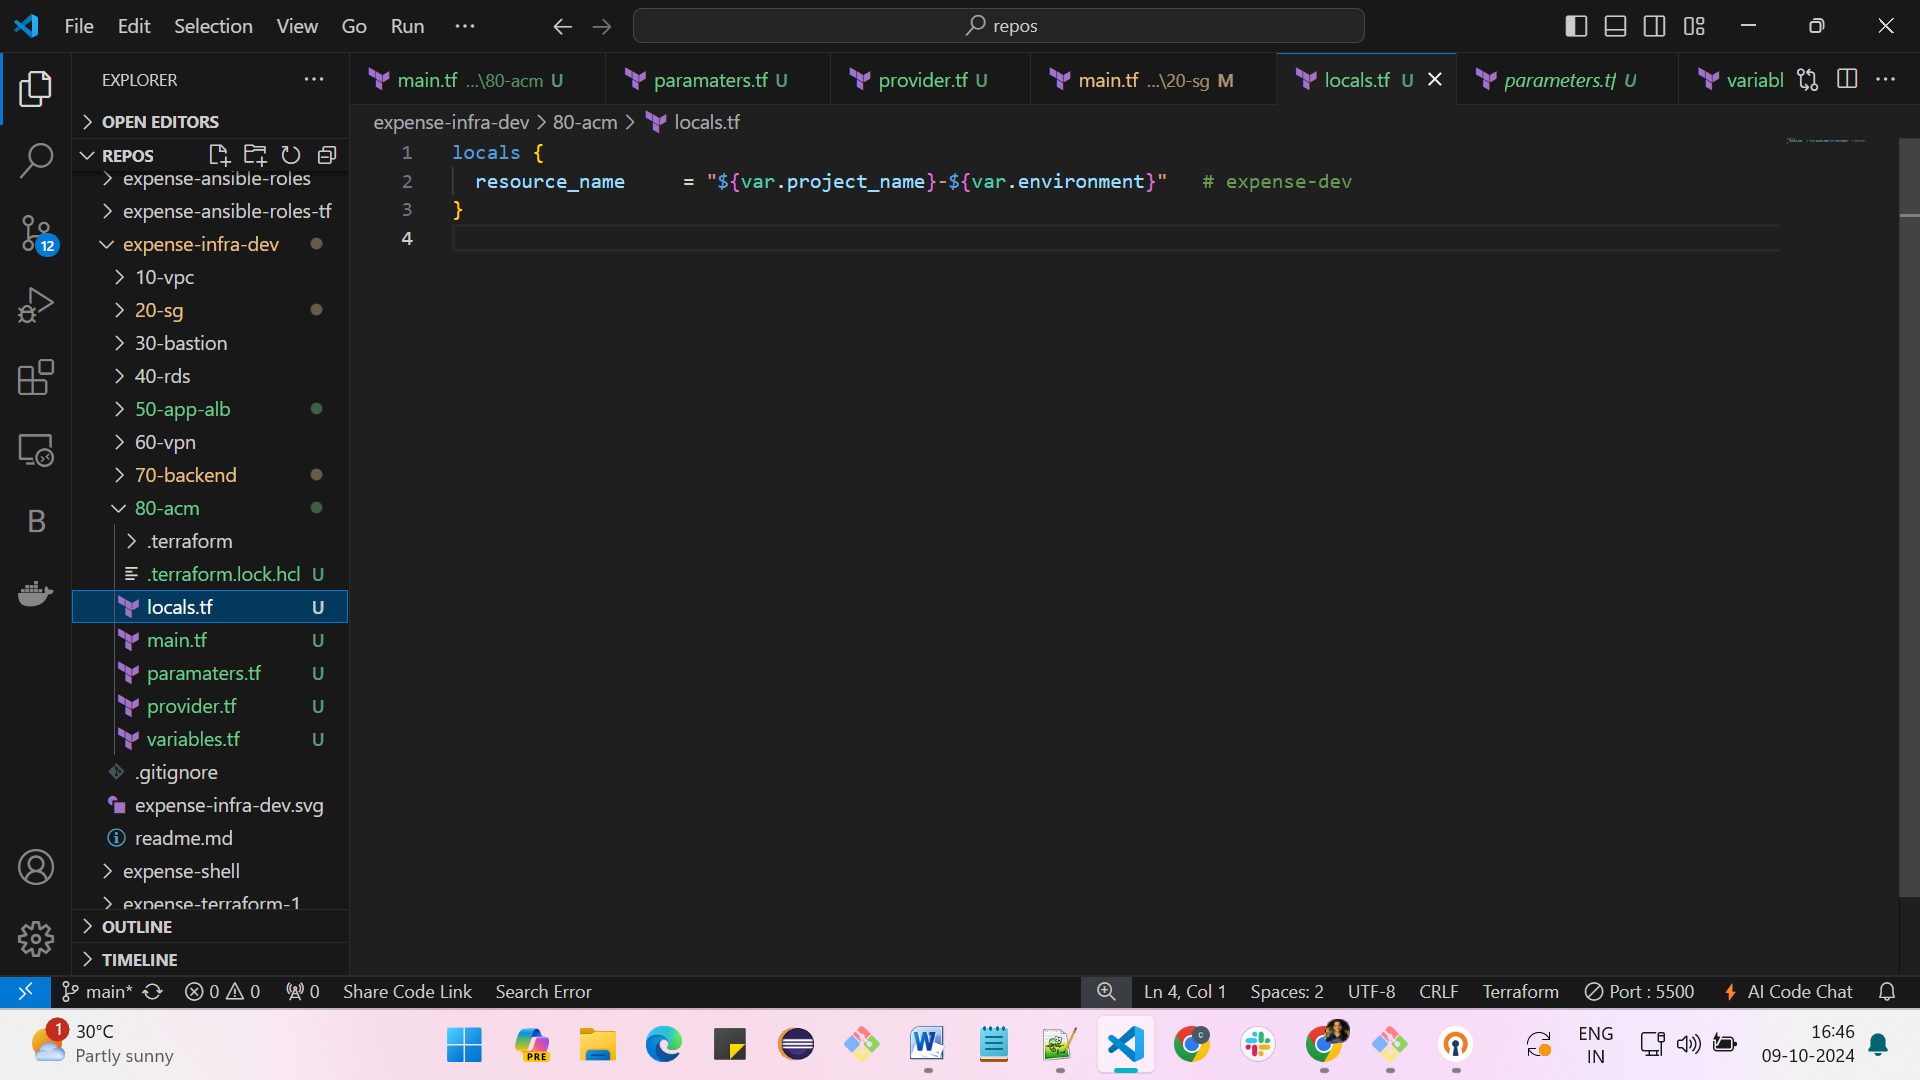 File Edit Selection View Go Run ···
repos
EXPLORER ···
main.tf ...\80-acm U
paramaters.tf U
provider.tf U
main.tf ...\20-sg M
locals.tf U
parameters.tf U
variabl
OPEN EDITORS
REPOS
expense-ansible-roles
expense-ansible-roles-tf
expense-infra-dev
10-vpc
20-sg
30-bastion
40-rds
50-app-alb
60-vpn
70-backend
80-acm
.terraform
.terraform.lock.hcl U
locals.tf U
main.tf U
paramaters.tf U
provider.tf U
variables.tf U
.gitignore
expense-infra-dev.svg
readme.md
expense-shell
expense-terraform-1
OUTLINE
TIMELINE
12
B
expense-infra-dev > 80-acm > locals.tf
1 locals {
2 resource_name = "${var.project_name}-${var.environment}" # expense-dev
3 }
4
main* 0 0 0 Share Code Link Search Error
Ln 4, Col 1 Spaces: 2 UTF-8 CRLF Terraform Port : 5500 AI Code Chat
1 30°C
Partly sunny
PRE
W
c
ENG
IN
16:46
09-10-2024